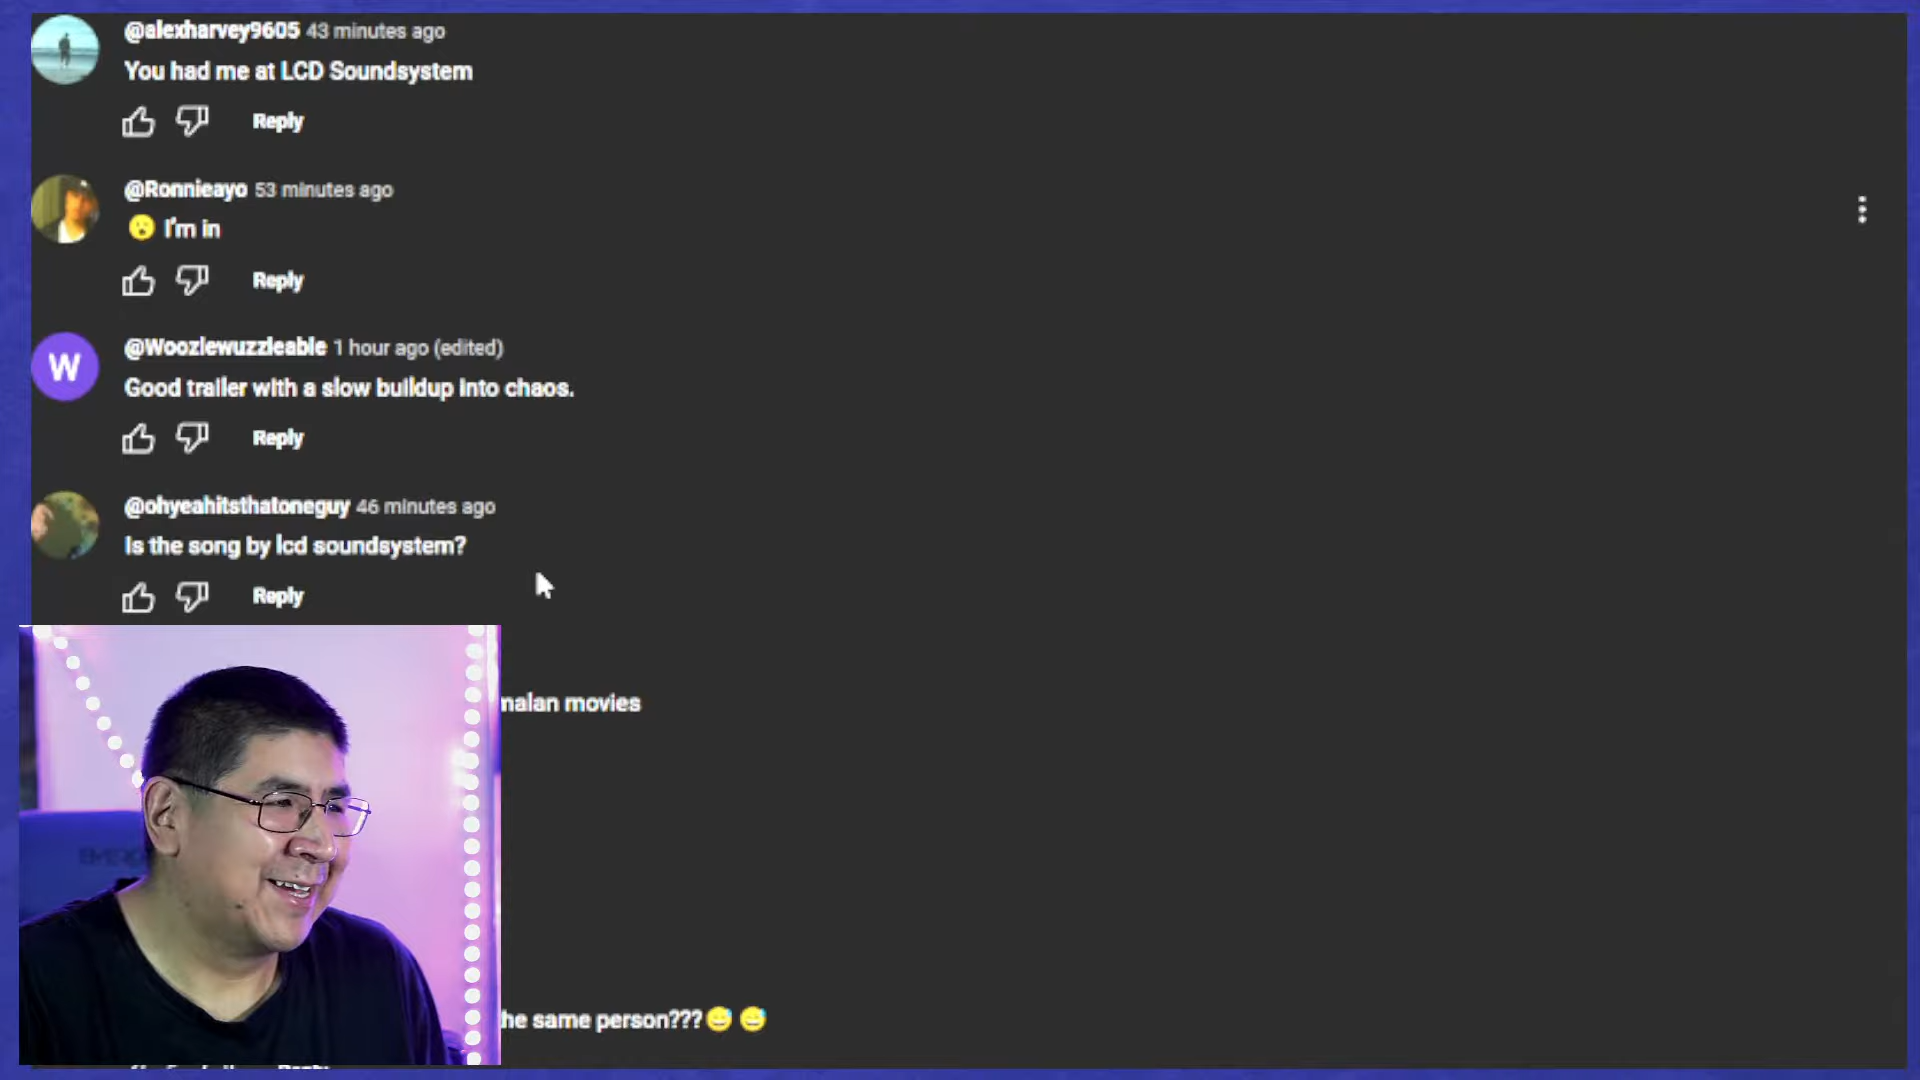 @alexharvey9605 43 minutes ago
You had me at LCD Soundsystem
Reply
@Ronnieayo 53 minutes ago
😮 I'm in
Reply
W
@Woozlewuzzleable 1 hour ago (edited)
Good trailer with a slow buildup into chaos.
Reply
@ohyeahitsthatoneguy 46 minutes ago
Is the song by lcd soundsystem?
Reply
malan movies
he same person???😅 😅
Reply